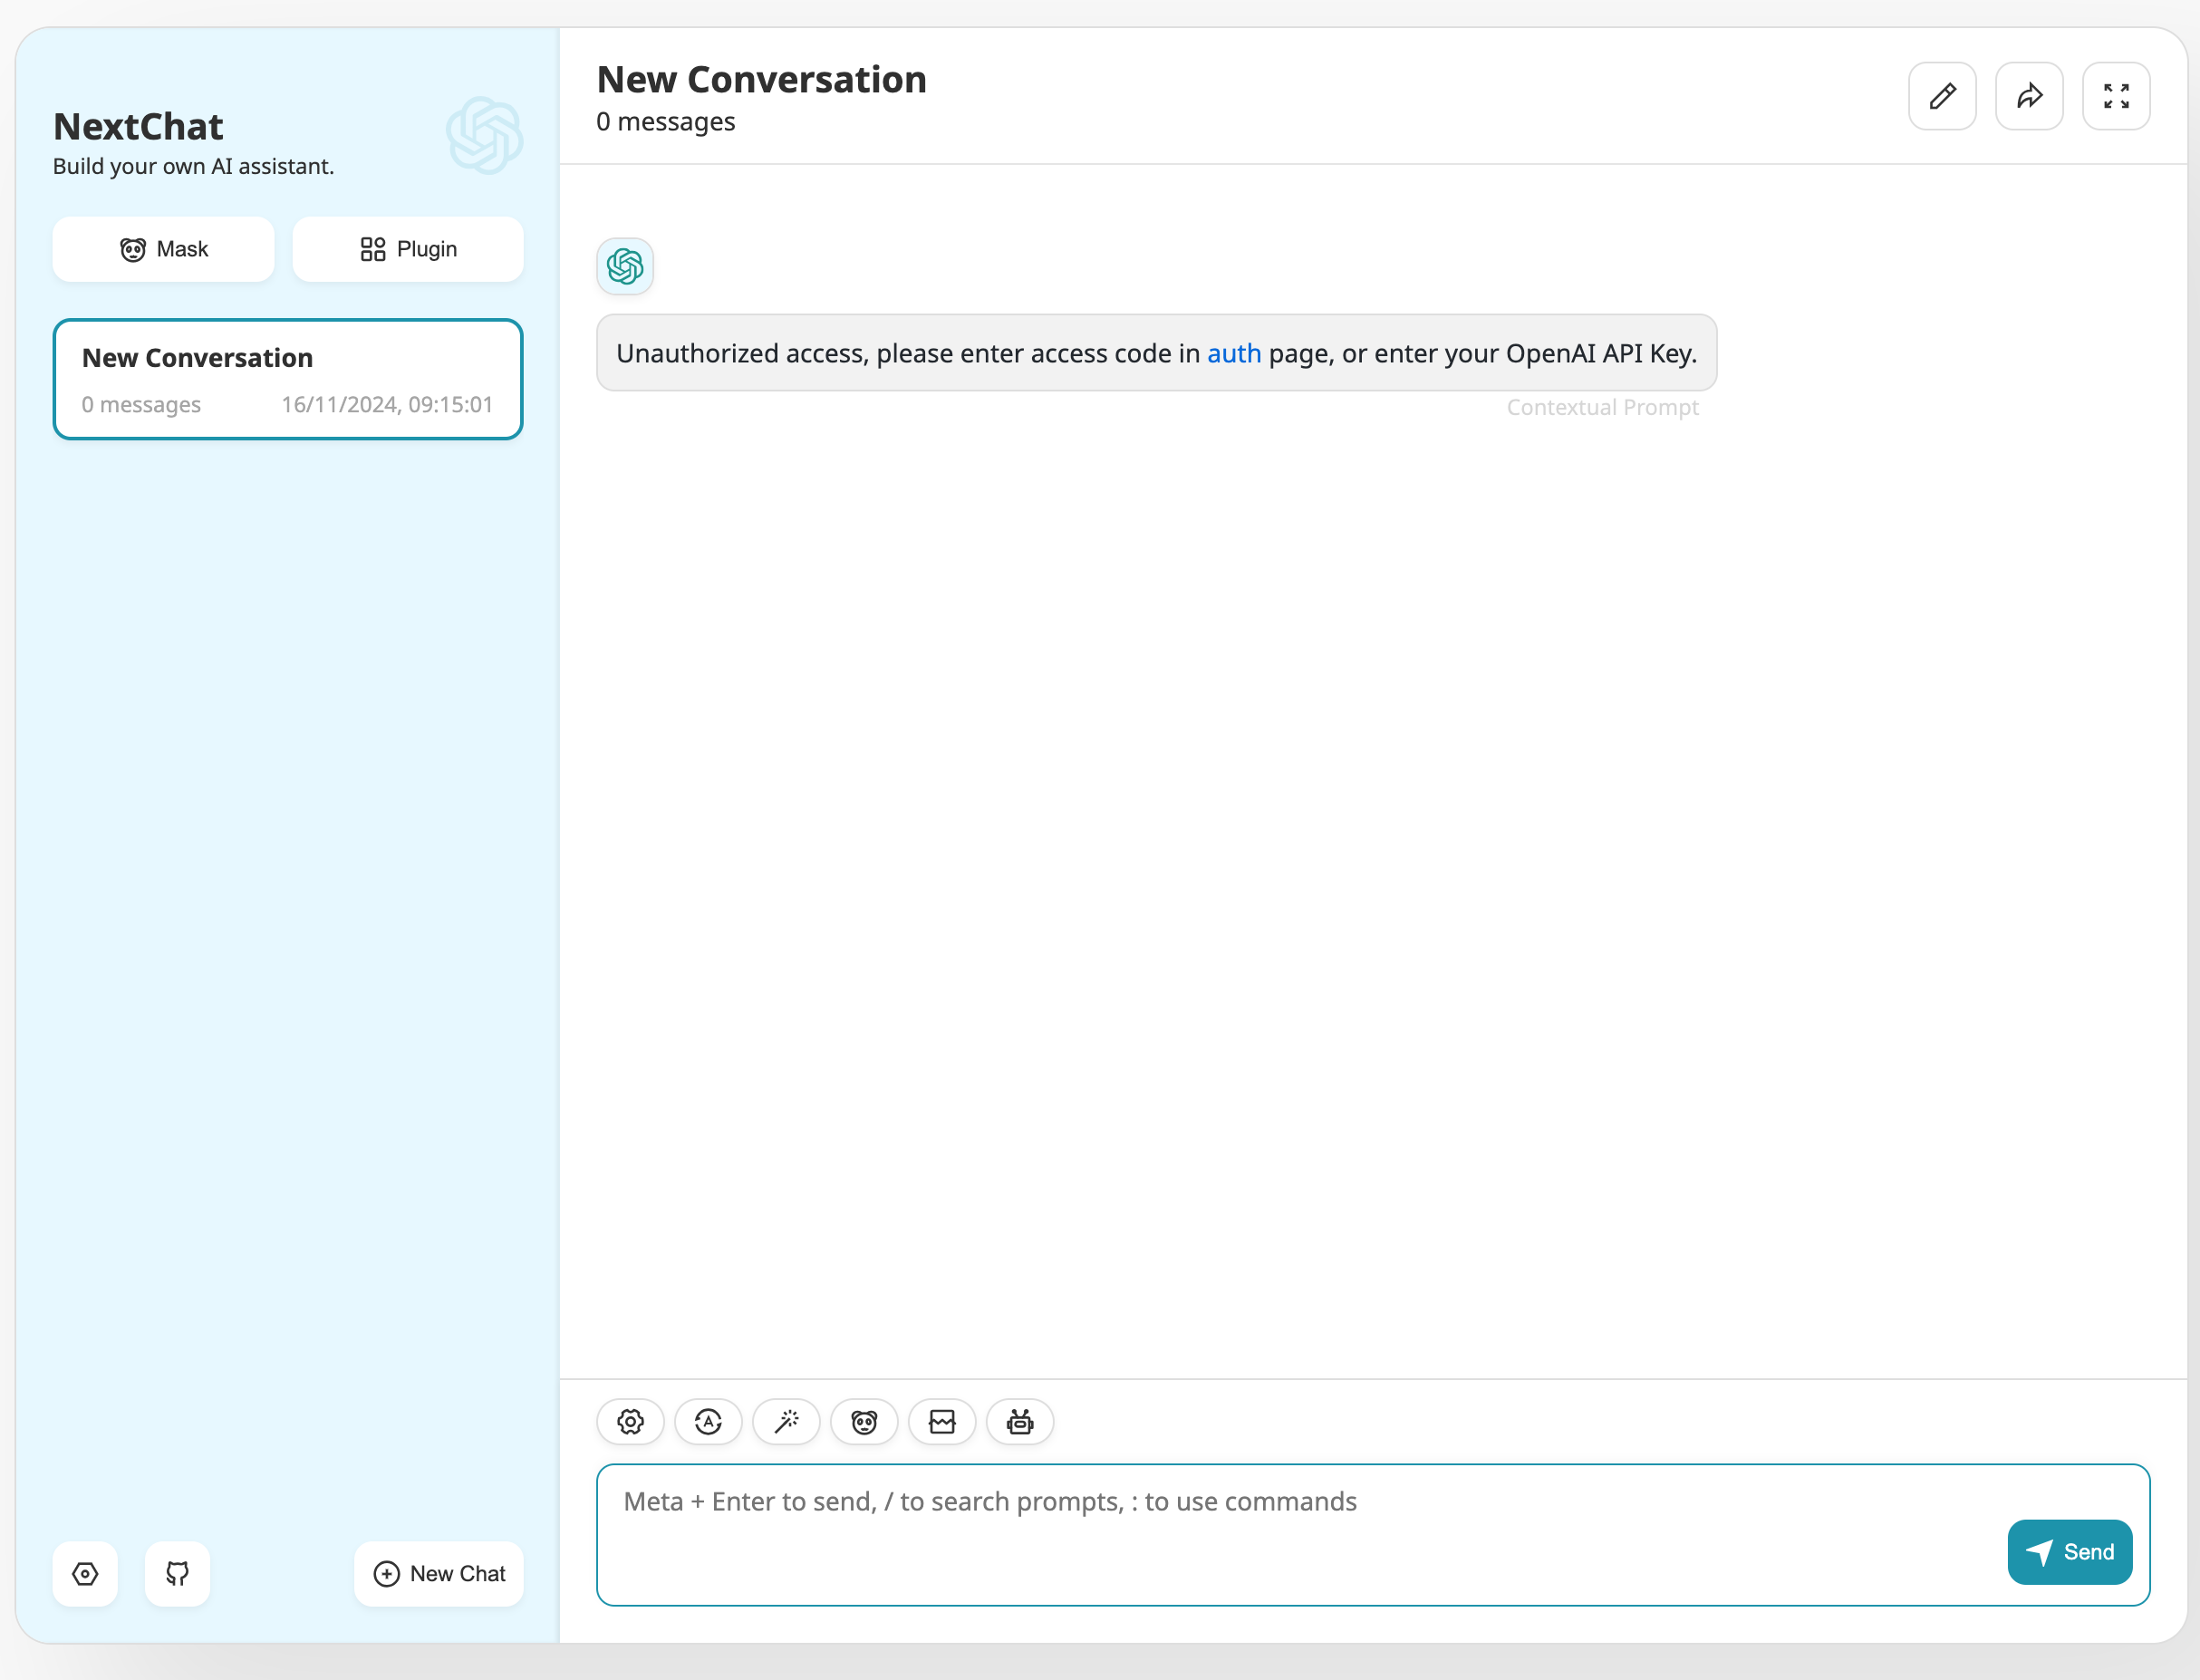 NextChat
Build your own AI assistant.
Mask
Plugin
New Conversation
0 messages
16/11/2024, 09:15:01
New Chat
New Conversation
0 messages
Unauthorized access, please enter access code in auth page, or enter your OpenAI API Key.
Contextual Prompt
Meta + Enter to send, / to search prompts, : to use commands
Send